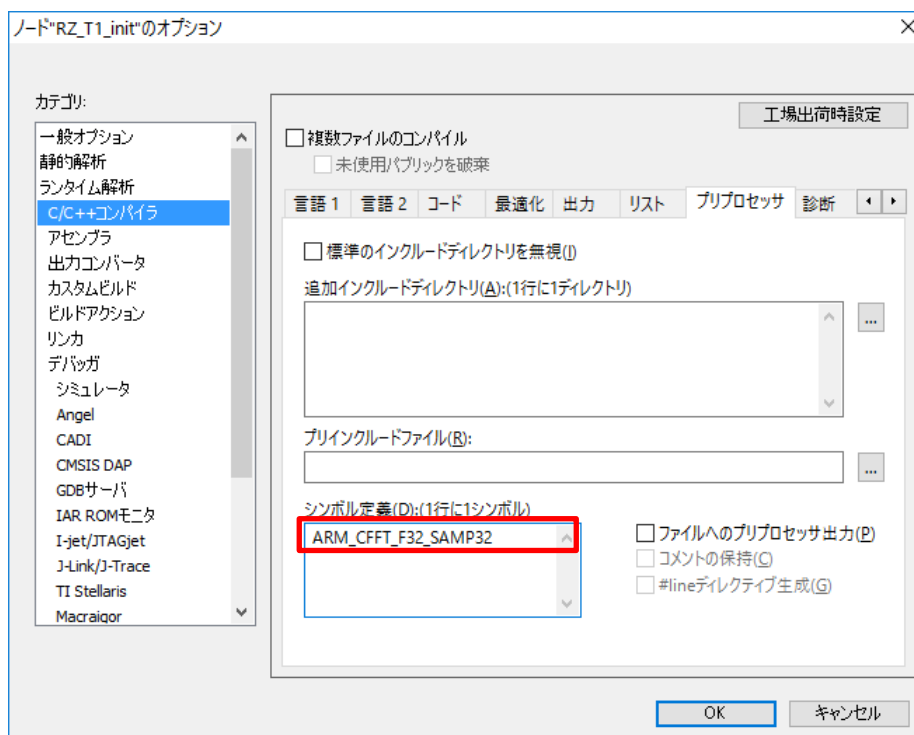 ノード"RZ_T1_init"のオプション
カテゴリ:
一般オプション
静的解析
ランタイム解析
C/C++コンパイラ
アセンブラ
出力コンバータ
カスタムビルド
ビルドアクション
リンカ
デバッガ
シミュレータ
Angel
CADI
CMSIS DAP
GDBサーバ
IAR ROMモニタ
I-jet/JTAGjet
J-Link/J-Trace
TI Stellaris
Macraigor
工場出荷時設定
複数ファイルのコンパイル
未使用パブリックを破棄
言語 1 言語 2 コード 最適化 出力 リスト プリプロセッサ 診断
標準のインクルードディレクトリを無視(I)
追加インクルードディレクトリ(A):(1行に1ディレクトリ)
...
プリインクルードファイル(R):
...
シンボル定義(D):(1行に1シンボル)
ARM_CFFT_F32_SAMP32
ファイルへのプリプロセッサ出力(P)
コメントの保持(C)
#lineディレクティブ生成(G)
OK キャンセル